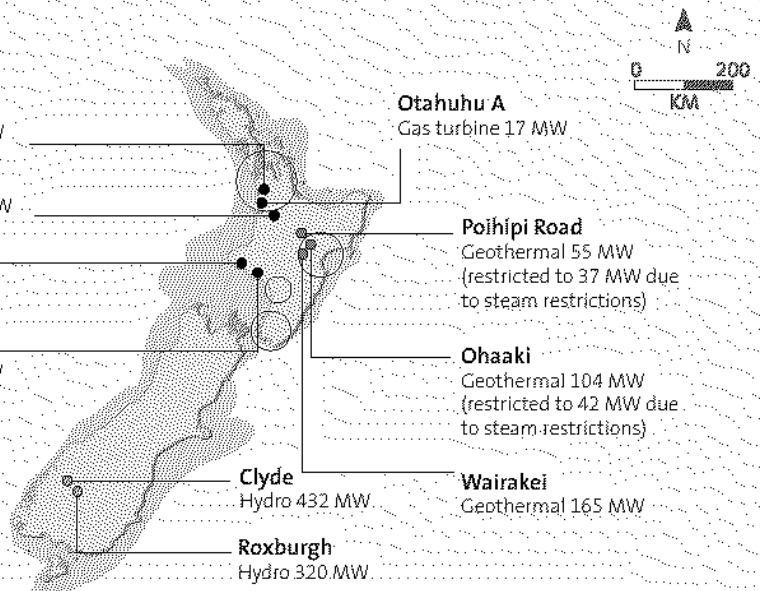 N
0 200
KM
Otahuhu A
Gas turbine 17 MW
Poihipi Road
Geothermal 55 MW
(restricted to 37 MW due
to steam restrictions)
Ohaaki
Geothermal 104 MW
(restricted to 42 MW due
to steam restrictions)
Wairakei
Geothermal 165 MW
Clyde
Hydro 432 MW
Roxburgh
Hydro 320 MW